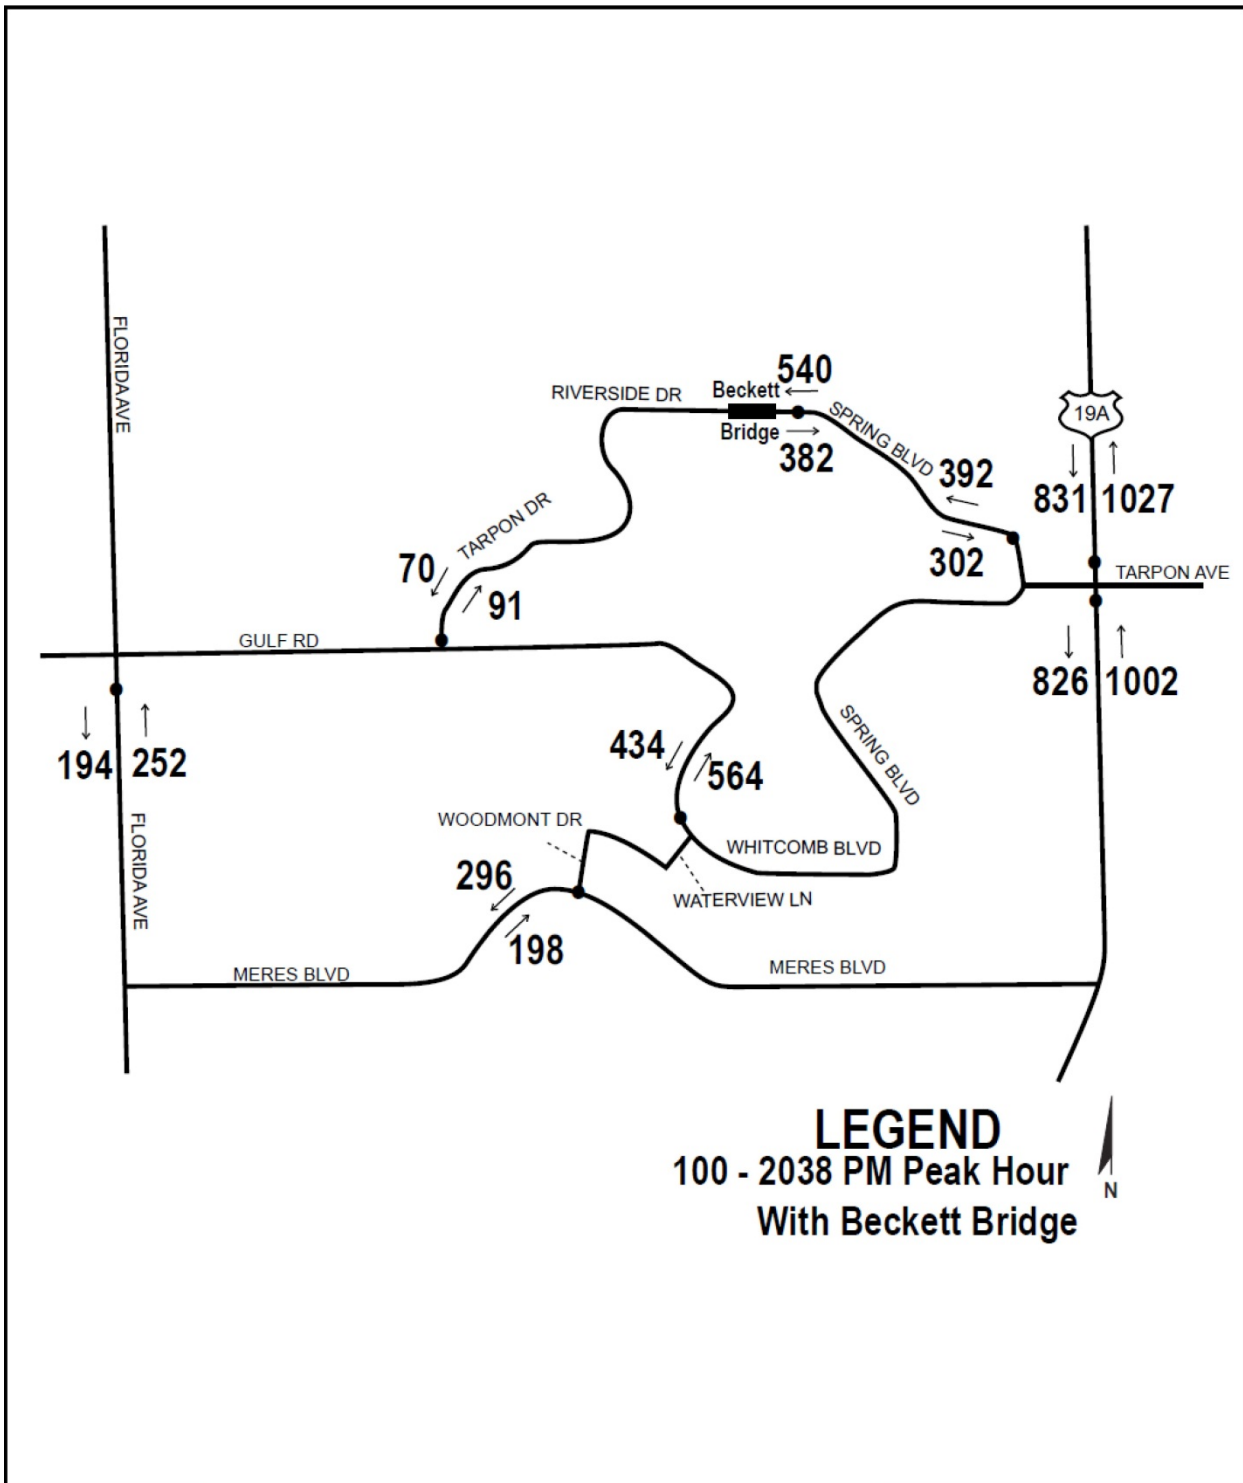 FLORIDA AVE
RIVERSIDE DR
Beckett
Bridge
540
382
SPRING BLVD
392
302
19A
831
1027
TARPON AVE
826
1002
TARPON DR
70
91
GULF RD
194
252
434
564
SPRING BLVD
WOODMONT DR
WHITCOMB BLVD
WATERVIEW LN
FLORIDA AVE
296
198
MERES BLVD
MERES BLVD
LEGEND
100 - 2038 PM Peak Hour
With Beckett Bridge
N